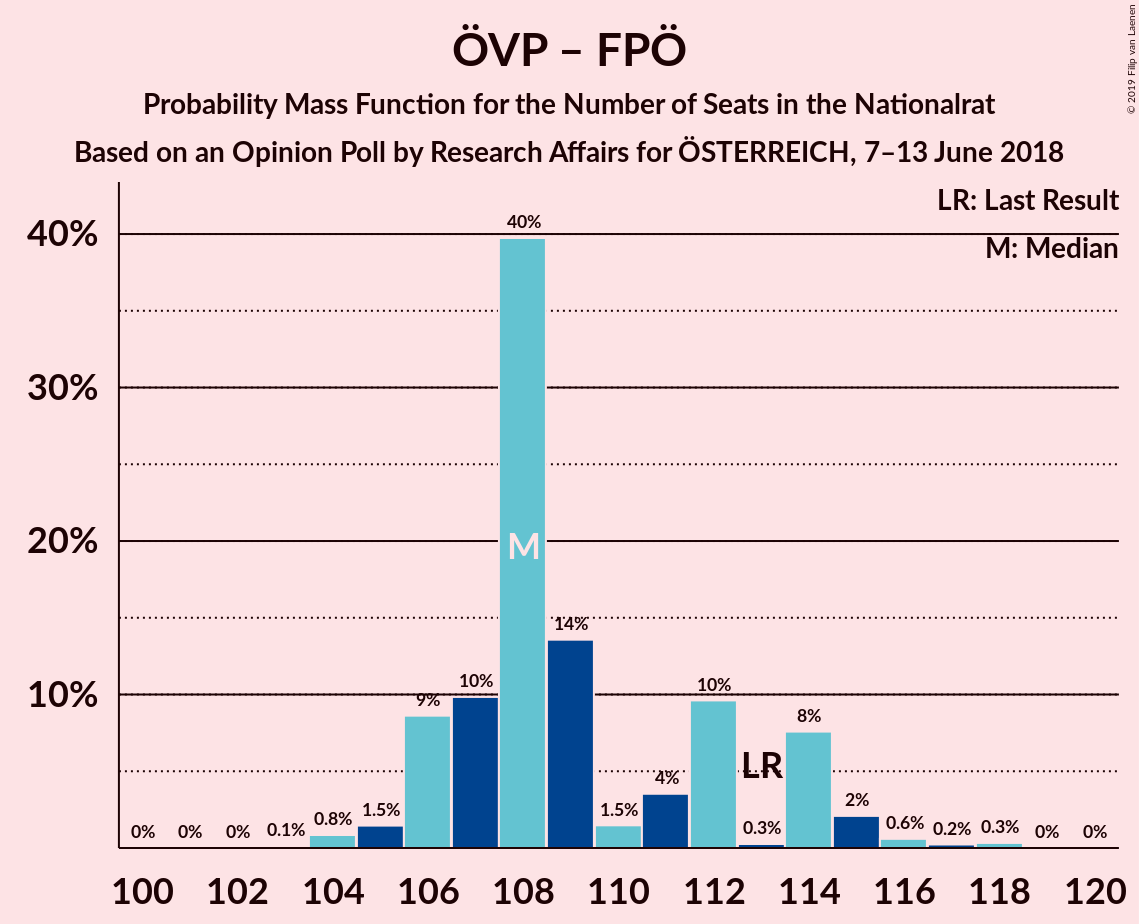 ÖVP – FPÖ
Probability Mass Function for the Number of Seats in the Nationalrat
Based on an Opinion Poll by Research Affairs for ÖSTERREICH, 7–13 June 2018
© 2019 Filip van Laenen
LR: Last Result
M: Median
40%
30%
20%
10%
0%
0%
0%
0.1%
0.8%
1.5%
9%
10%
40%
14%
1.5%
4%
10%
0.3%
8%
2%
0.6%
0.2%
0.3%
0%
0%
M
LR
100 102 104 106 108 110 112 114 116 118 120